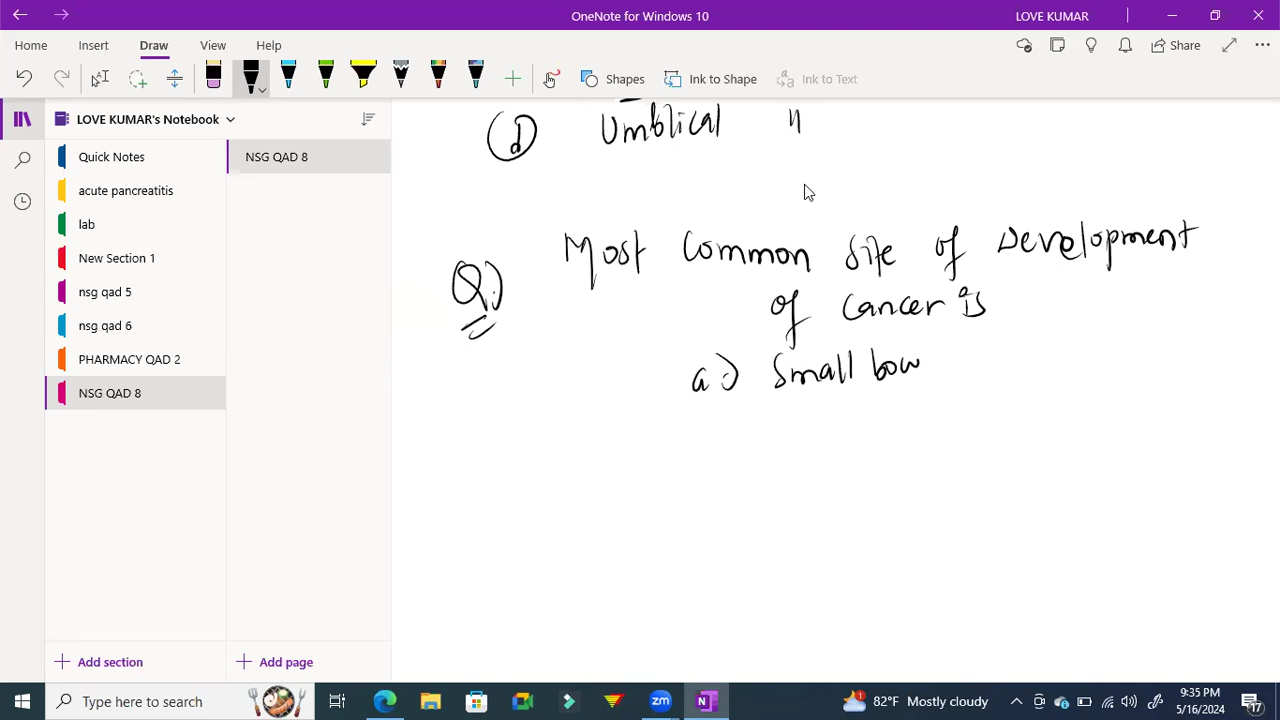 OneNote for Windows 10
LOVE KUMAR
Home Insert Draw View Help
Share
Shapes
Ink to Shape
Ink to Text
LOVE KUMAR's Notebook
Quick Notes
acute pancreatitis
lab
New Section 1
nsg qad 5
nsg qad 6
PHARMACY QAD 2
NSG QAD 8
Add section
NSG QAD 8
Add page
(d) Umblical "
Q.) Most Common Site of Development
of Cancer is
a.) Small bow
Type here to search
zm
N
1
82°F Mostly cloudy
9:35 PM
5/16/2024
17